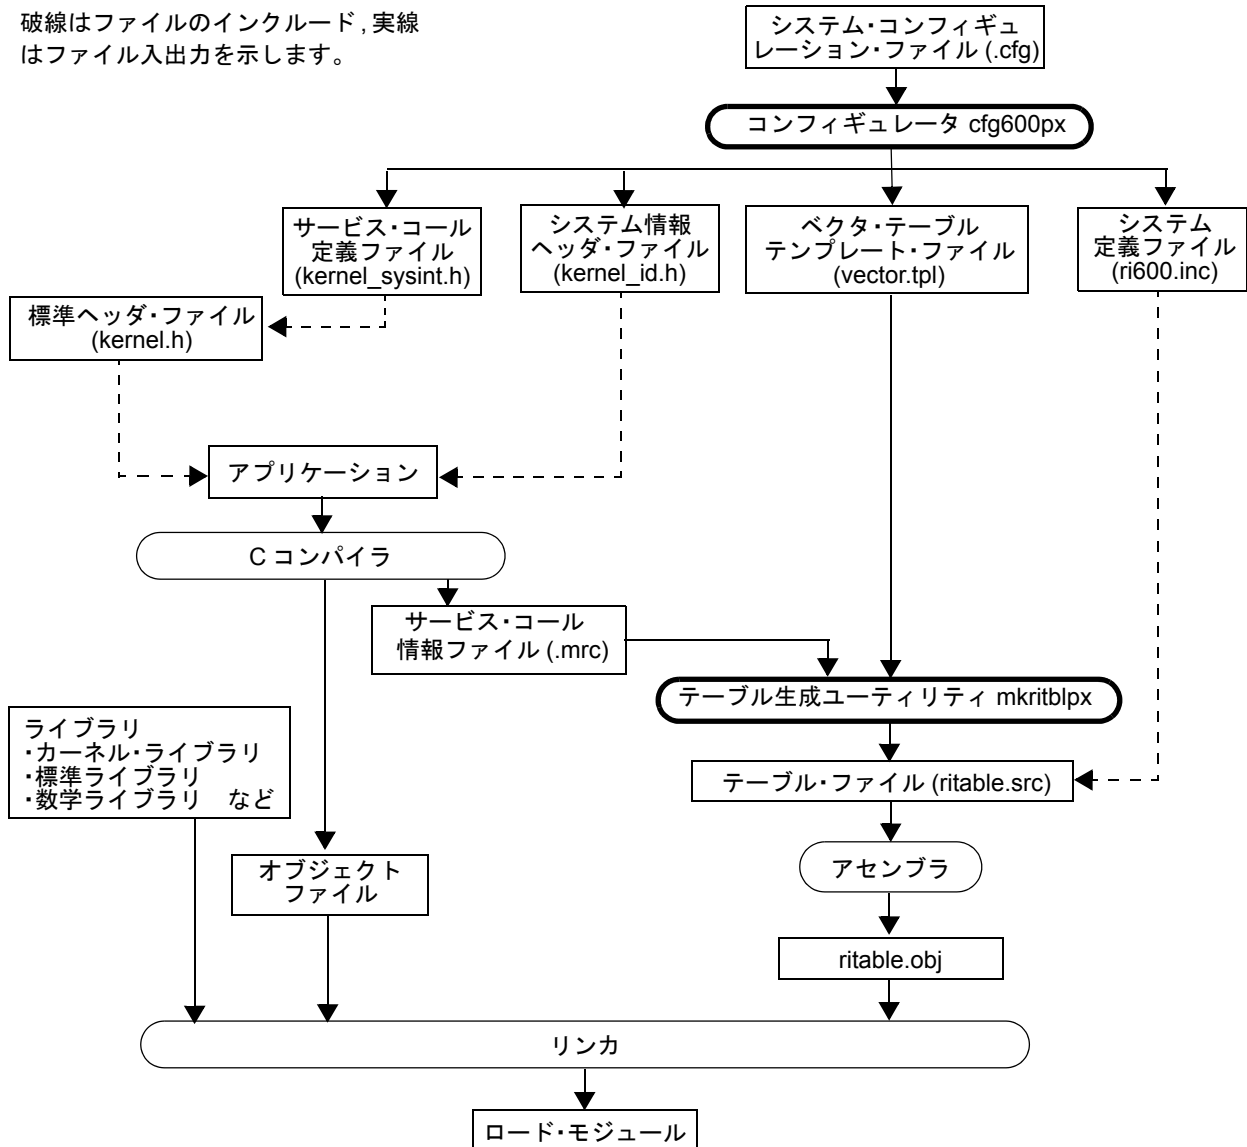 破線はファイルのインクルード, 実線
はファイル入出力を示します。
システム・コンフィギュ
レーション・ファイル (.cfg)
コンフィギュレータ cfg600px
サービス・コール
定義ファイル
(kernel_sysint.h)
システム情報
ヘッダ・ファイル
(kernel_id.h)
ベクタ・テーブル
テンプレート・ファイル
(vector.tpl)
システム
定義ファイル
(ri600.inc)
標準ヘッダ・ファイル
(kernel.h)
アプリケーション
C コンパイラ
サービス・コール
情報ファイル (.mrc)
テーブル生成ユーティリティ mkritblpx
ライブラリ
・カーネル・ライブラリ
・標準ライブラリ
・数学ライブラリ など
テーブル・ファイル (ritable.src)
オブジェクト
ファイル
アセンブラ
ritable.obj
リンカ
ロード・モジュール